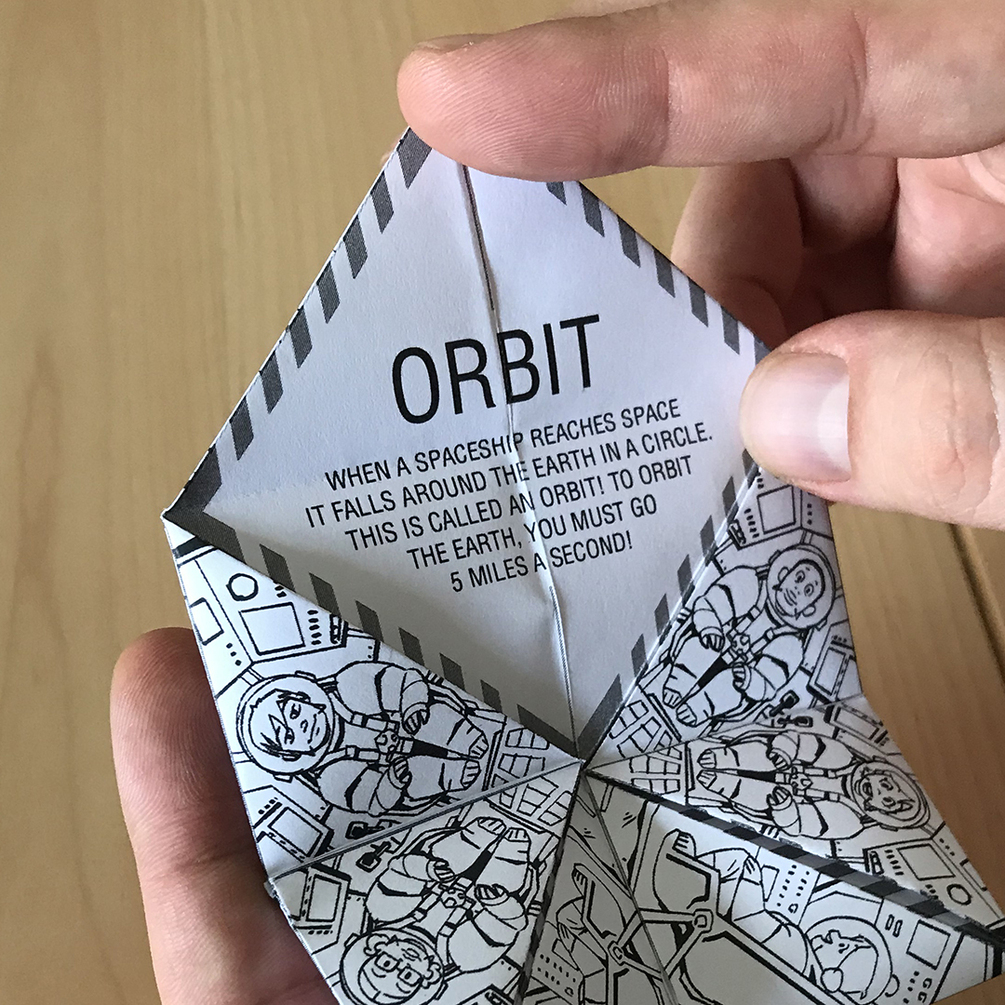 ORBIT
WHEN A SPACESHIP REACHES SPACE
IT FALLS AROUND THE EARTH IN A CIRCLE.
THIS IS CALLED AN ORBIT! TO ORBIT
THE EARTH, YOU MUST GO
5 MILES A SECOND!